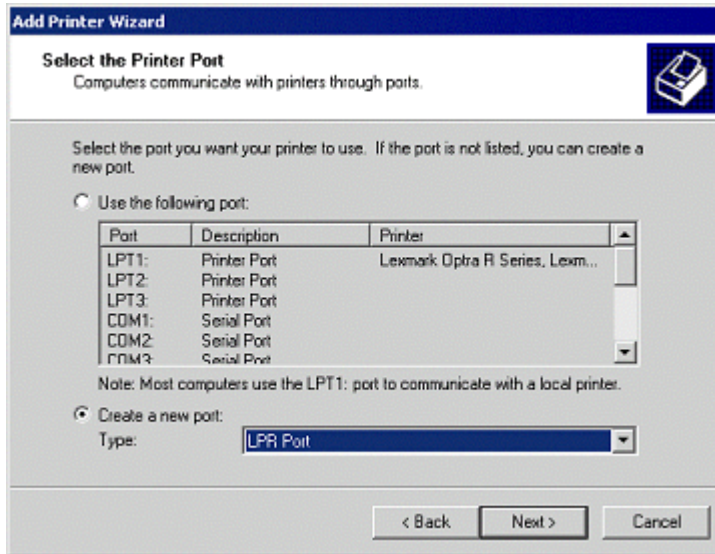 Add Printer Wizard
Select the Printer Port
Computers communicate with printers through ports.
Select the port you want your printer to use. If the port is not listed, you can create a
new port.
Use the following port:
Port Description Printer
LPT1: Printer Port Lexmark Optra R Series, Lexm...
LPT2: Printer Port
LPT3: Printer Port
COM1: Serial Port
COM2: Serial Port
COM3: Serial Port
Note: Most computers use the LPT1: port to communicate with a local printer.
Create a new port:
Type: LPR Port
< Back Next > Cancel